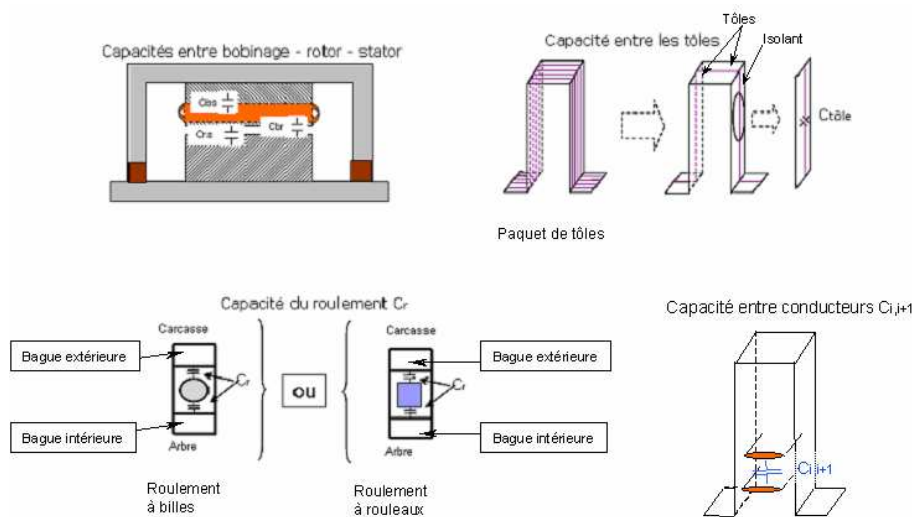 Capacités entre bobinage - rotor - stator
Cbs
Crs
Cbr
Capacité entre les tôles
Tôles
Isolant
Ctôle
Paquet de tôles
Capacité du roulement Cr
Carcasse
Bague extérieure
Cr
Bague intérieure
Arbre
Roulement
à billes
ou
Carcasse
Bague extérieure
Cr
Bague intérieure
Arbre
Roulement
à rouleaux
Capacité entre conducteurs Ci,i+1
Ci,i+1